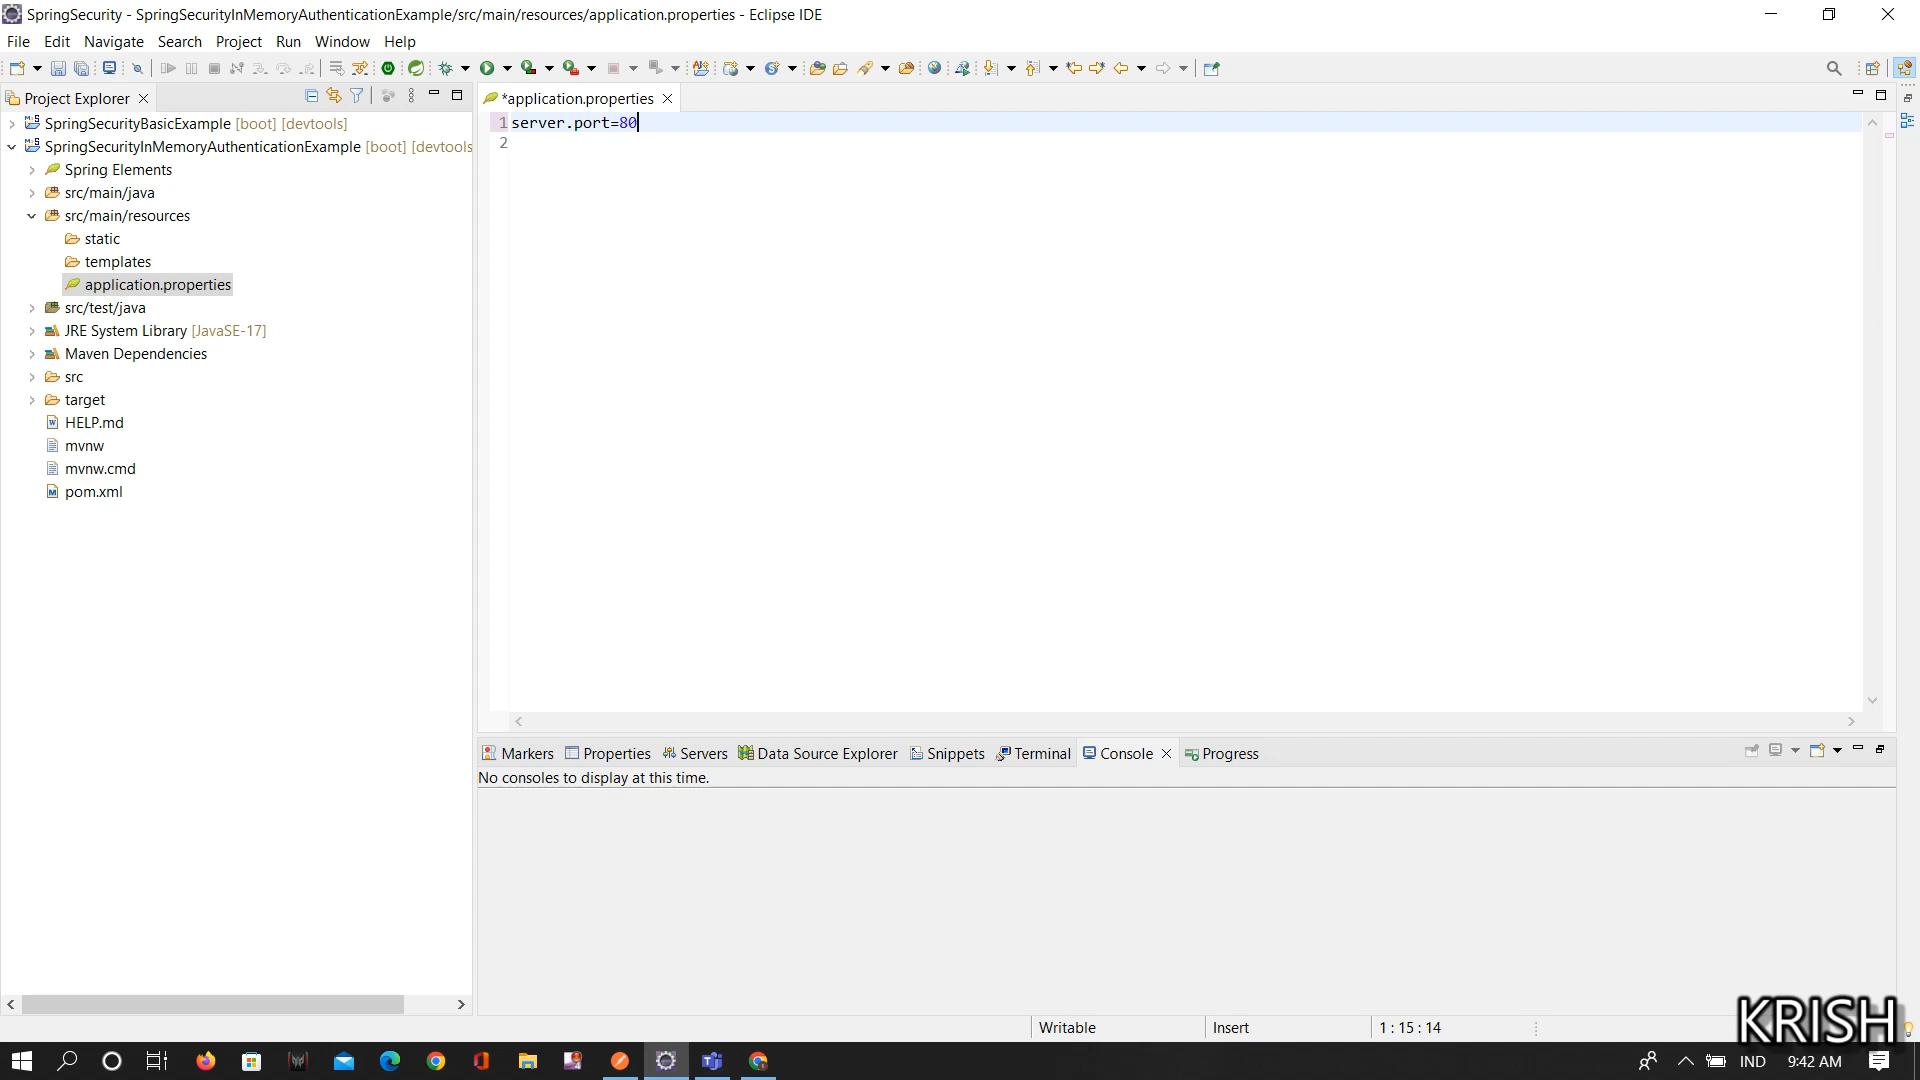 SpringSecurity - SpringSecurityInMemoryAuthenticationExample/src/main/resources/application.properties - Eclipse IDE
File Edit Navigate Search Project Run Window Help
Project Explorer
*application.properties
SpringSecurityBasicExample [boot] [devtools]
SpringSecurityInMemoryAuthenticationExample [boot] [devtools
Spring Elements
src/main/java
src/main/resources
static
templates
application.properties
src/test/java
JRE System Library [JavaSE-17]
Maven Dependencies
src
target
HELP.md
mvnw
mvnw.cmd
pom.xml
1 server.port=80
2
Markers Properties Servers Data Source Explorer Snippets Terminal Console Progress
No consoles to display at this time.
Writable Insert 1 : 15 : 14
KRISH
IND 9:42 AM